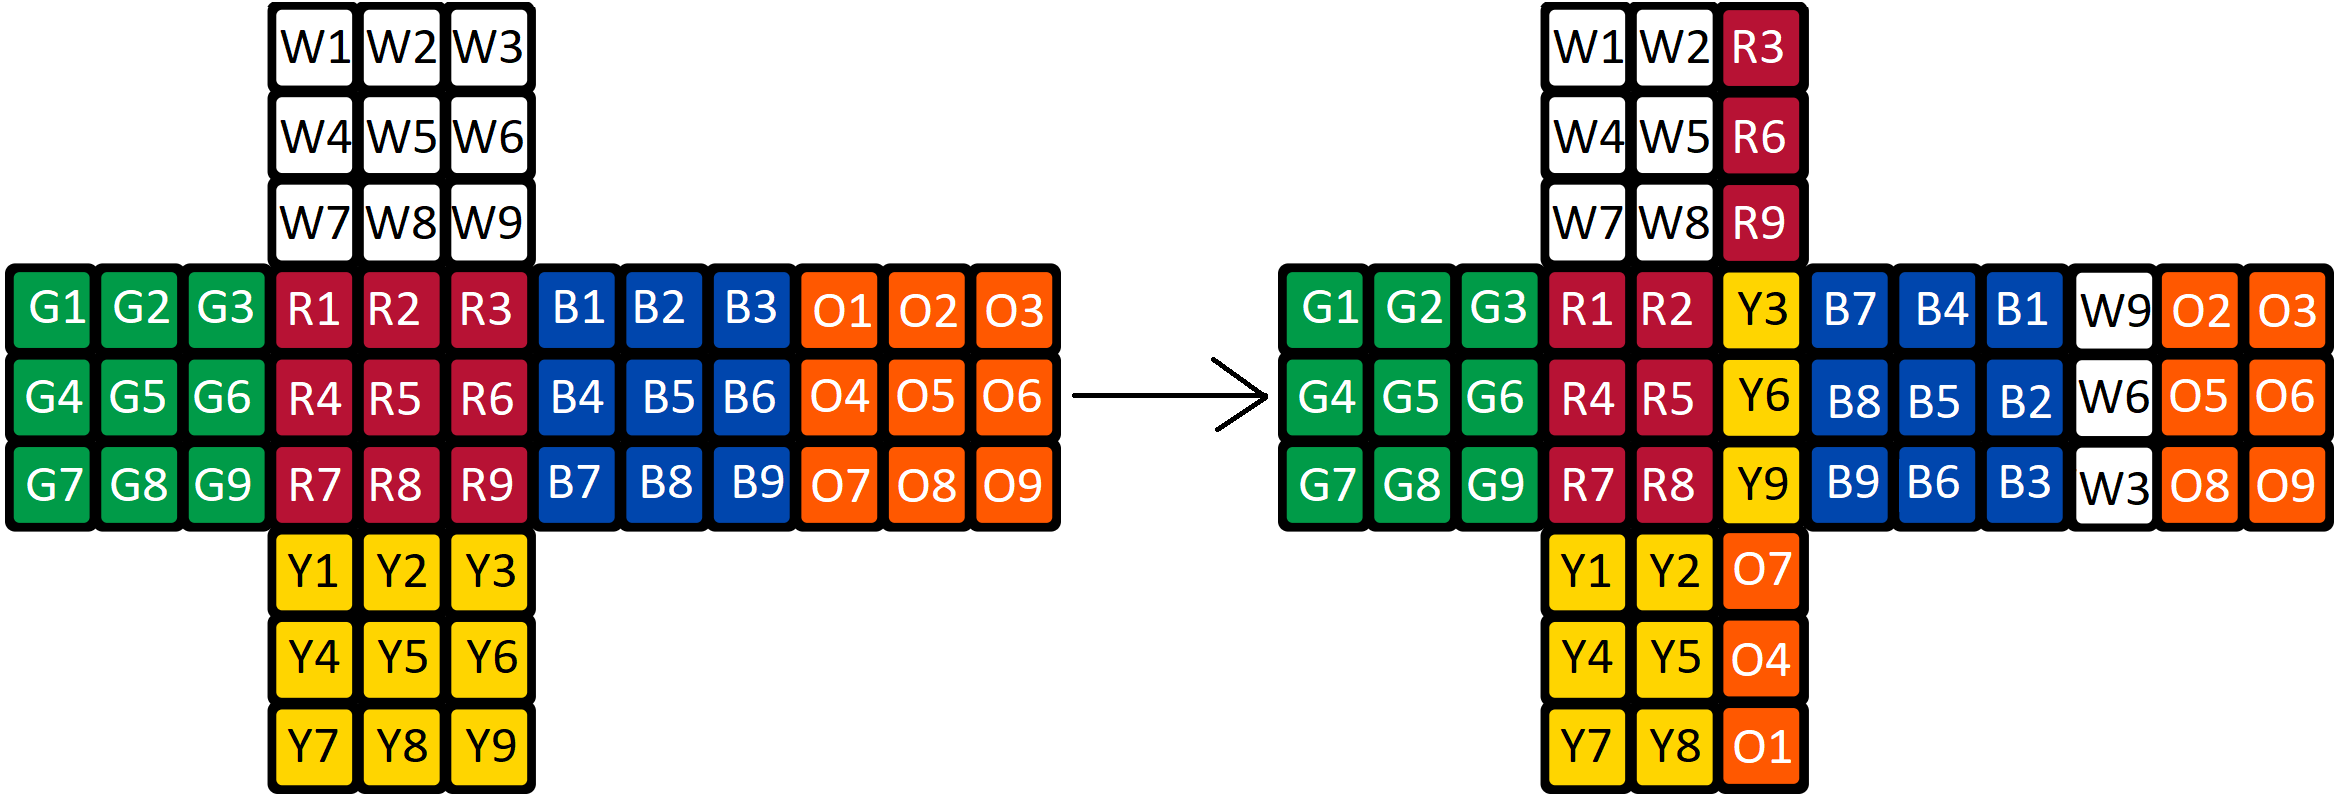 W1 W2 W3 W1 W2 R3
W4 W5 W6 W4 W5 R6
W7 W8 W9 W7 W8 R9
G1 G2 G3 R1 R2 R3 B1 B2 B3 O1 O2 O3 G1 G2 G3 R1 R2 Y3 B7 B4 B1 W9 O2 O3
G4 G5 G6 R4 R5 R6 B4 B5 B6 O4 O5 O6 G4 G5 G6 R4 R5 Y6 B8 B5 B2 W6 O5 O6
G7 G8 G9 R7 R8 R9 B7 B8 B9 O7 O8 O9 G7 G8 G9 R7 R8 Y9 B9 B6 B3 W3 O8 O9
Y1 Y2 Y3 Y1 Y2 O7
Y4 Y5 Y6 Y4 Y5 O4
Y7 Y8 Y9 Y7 Y8 O1